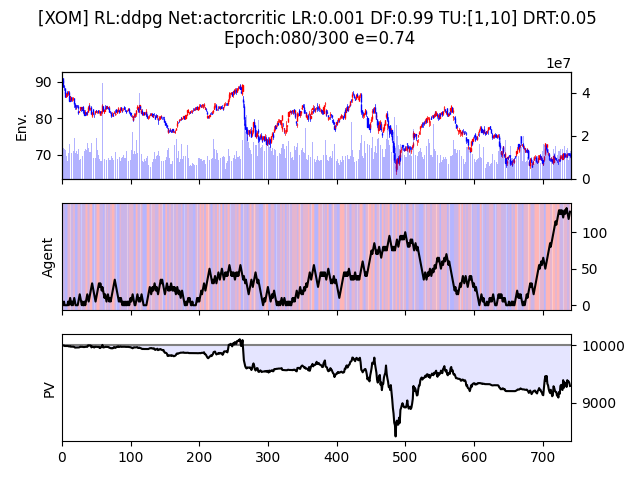 [XOM] RL:ddpg Net:actorcritic LR:0.001 DF:0.99 TU:[1,10] DRT:0.05
Epoch:080/300 e=0.74
1e7
90
80
70
Env.
4
2
0
Agent
100
50
0
PV
10000
9000
0 100 200 300 400 500 600 700